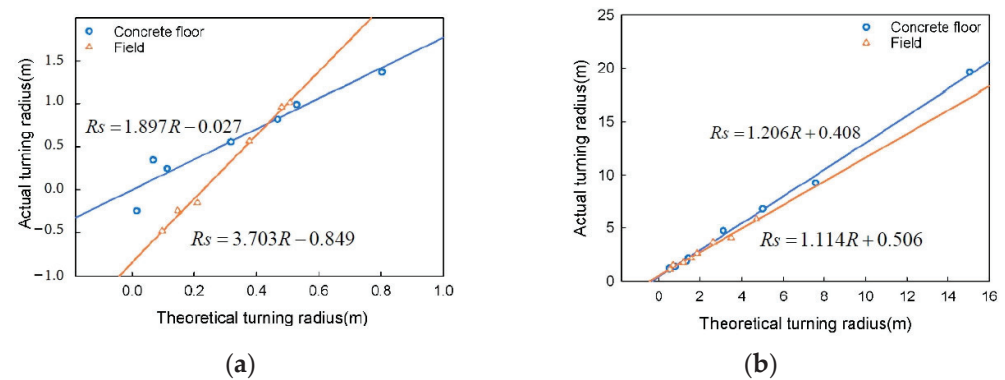 Concrete floor
Field
1.5
1.0
0.5
0.0
−0.5
−1.0
Actual turning radius(m)
Rs=1.897R−0.027
Rs=3.703R−0.849
0.0 0.2 0.4 0.6 0.8 1.0
Theoretical turning radius(m)
(a)
Concrete floor
Field
25
20
15
10
5
0
Actual turning radius(m)
Rs=1.206R+0.408
Rs=1.114R+0.506
0 2 4 6 8 10 12 14 16
Theoretical turning radius(m)
(b)